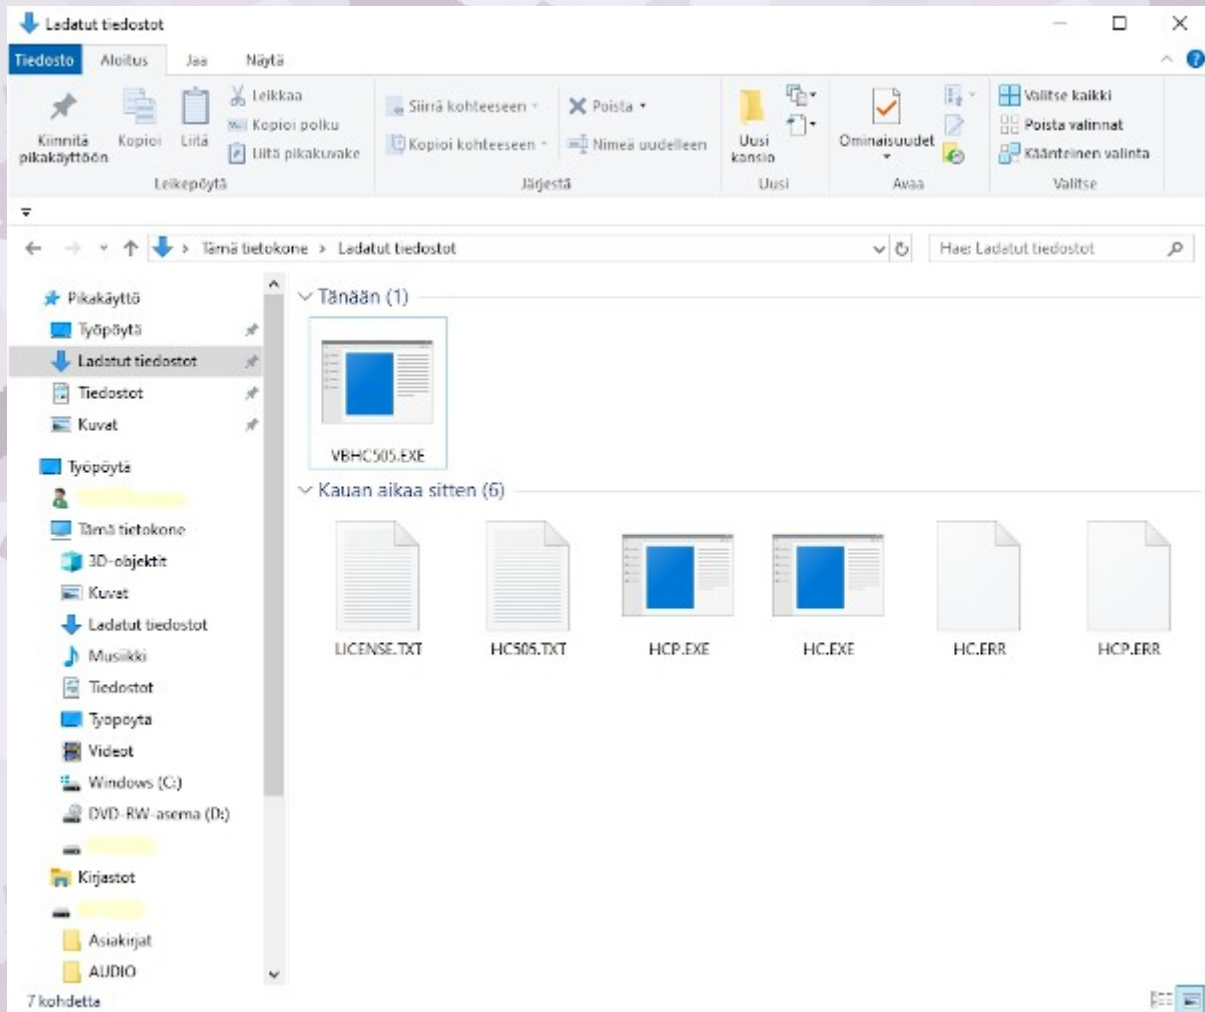 Ladatut tiedostot
Tiedosto Aloitus Jaa Näytä
Kiinnitä pikakäyttöön
Kopioi
Liitä
Leikkaa
Kopioi polku
Liitä pikakuvake
Leikepöytä
Siirrä kohteeseen
Kopioi kohteeseen
Poista
Nimeä uudelleen
Järjestä
Uusi kansio
Uusi
Ominaisuudet
Avaa
Valitse kaikki
Poista valinnat
Käänteinen valinta
Valitse
Tämä tietokone > Ladatut tiedostot
Hae: Ladatut tiedostot
Pikakäyttö
Työpöytä
Ladatut tiedostot
Tiedostot
Kuvat
Työpöytä
Tämä tietokone
3D-objektit
Kuvat
Ladatut tiedostot
Musiikki
Tiedostot
Työpöytä
Videot
Windows (C:)
DVD-RW-asema (D:)
Kirjastot
Asiakirjat
AUDIO
Tänään (1)
VBHC505.EXE
Kauan aikaa sitten (6)
LICENSE.TXT HC505.TXT HCP.EXE HC.EXE HC.ERR HCP.ERR
7 kohdetta